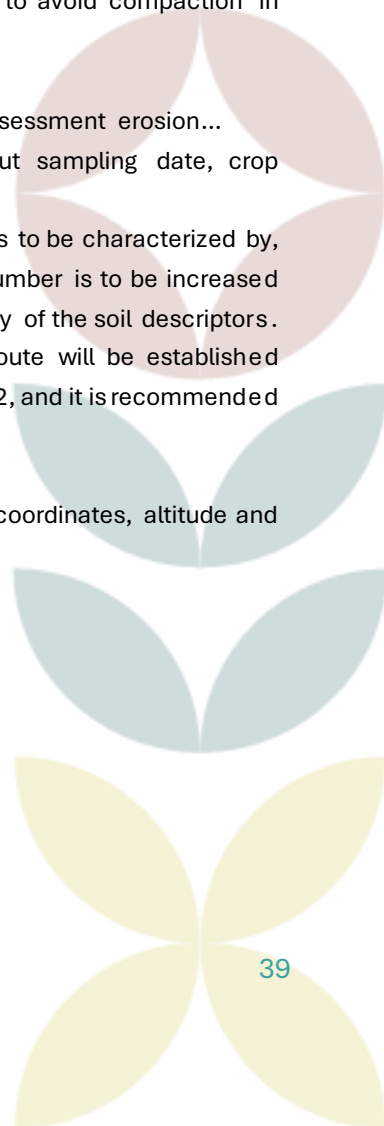 to avoid compaction in
sessment erosion...
ut sampling date, crop
s to be characterized by,
umber is to be increased
y of the soil descriptors.
oute will be established
2, and it is recommended
coordinates, altitude and
39